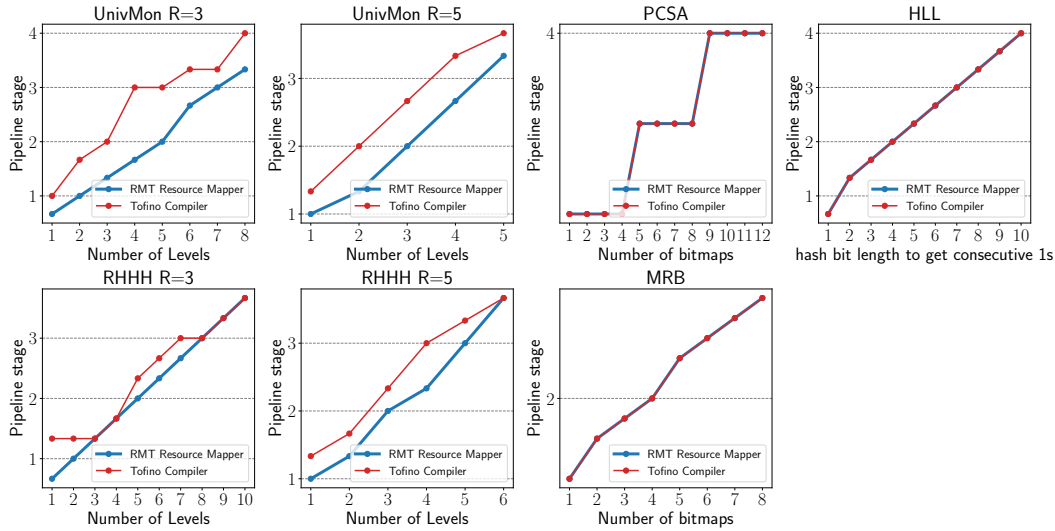 UnivMon R=3
Pipeline stage
4
3
2
1
RMT Resource Mapper
Tofino Compiler
1 2 3 4 5 6 7 8
Number of Levels
UnivMon R=5
Pipeline stage
3
2
1
RMT Resource Mapper
Tofino Compiler
1 2 3 4 5
Number of Levels
PCSA
Pipeline stage
4
RMT Resource Mapper
Tofino Compiler
1 2 3 4 5 6 7 8 9 10 11 12
Number of bitmaps
HLL
Pipeline stage
4
3
2
1
RMT Resource Mapper
Tofino Compiler
1 2 3 4 5 6 7 8 9 10
hash bit length to get consecutive 1s
RHHH R=3
Pipeline stage
3
2
1
RMT Resource Mapper
Tofino Compiler
1 2 3 4 5 6 7 8 9 10
Number of Levels
RHHH R=5
Pipeline stage
3
2
1
RMT Resource Mapper
Tofino Compiler
1 2 3 4 5 6
Number of Levels
MRB
Pipeline stage
2
RMT Resource Mapper
Tofino Compiler
1 2 3 4 5 6 7 8
Number of bitmaps